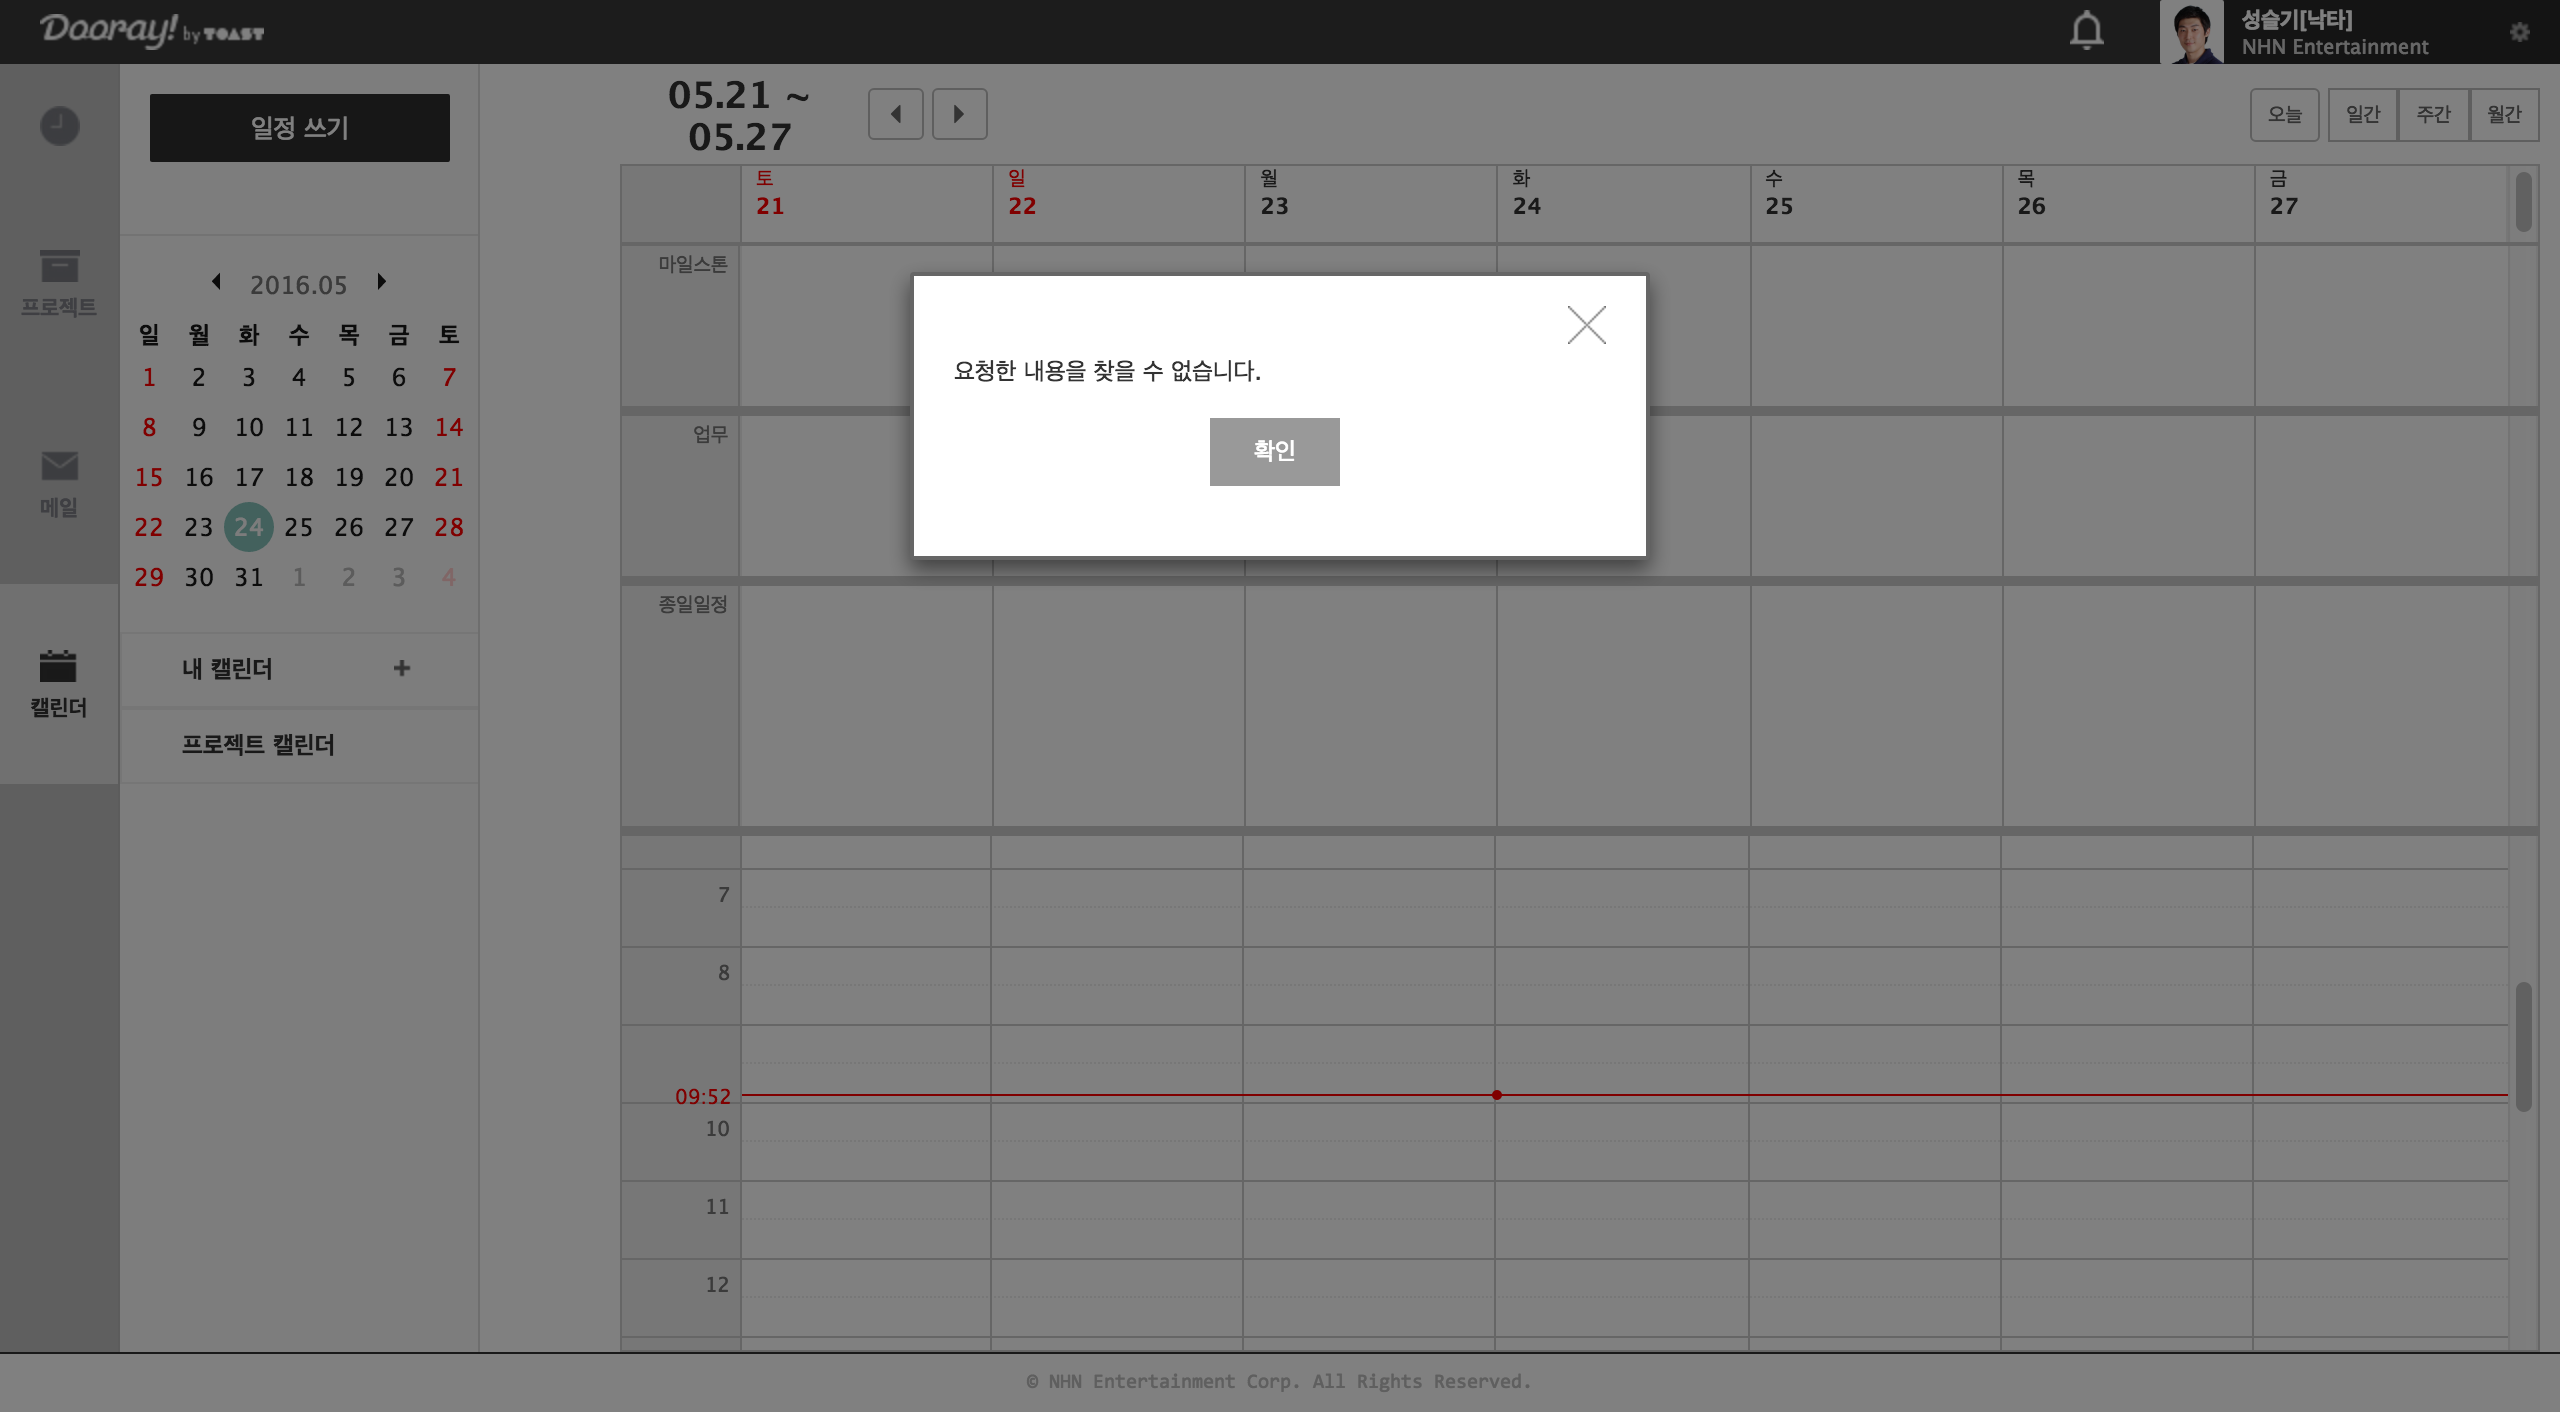 Dooray! by TOAST
성슬기[낙타]
NHN Entertainment
프로젝트
메일
캘린더
일정 쓰기
2016.05
일 월 화 수 목 금 토
1 2 3 4 5 6 7
8 9 10 11 12 13 14
15 16 17 18 19 20 21
22 23 24 25 26 27 28
29 30 31 1 2 3 4
내 캘린더 +
프로젝트 캘린더
05.21 ~
05.27
오늘 일간 주간 월간
토 일 월 화 수 목 금
21 22 23 24 25 26 27
마일스톤
요청한 내용을 찾을 수 없습니다.
확인
업무
종일일정
7
8
09:52
10
11
12
© NHN Entertainment Corp. All Rights Reserved.